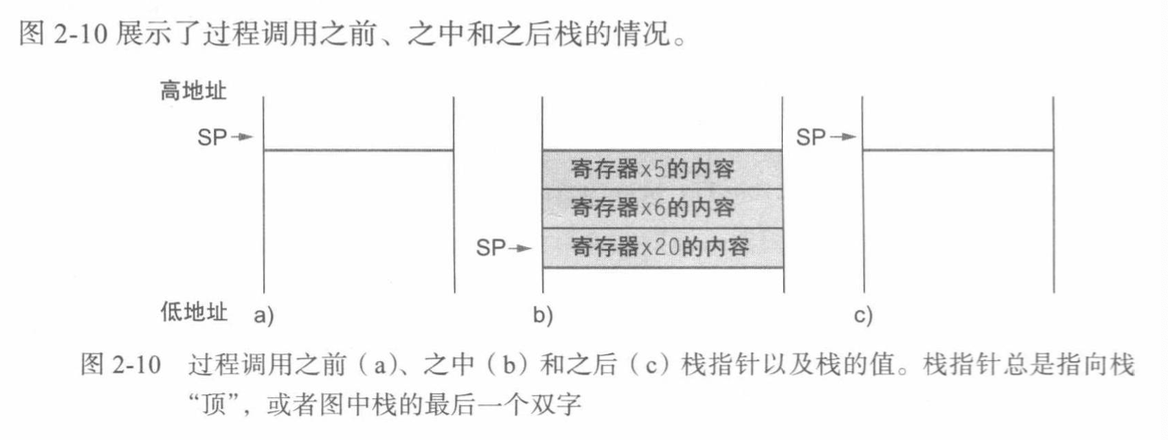 图 2-10 展示了过程调用之前、之中和之后栈的情况。
高地址
SP
SP
寄存器x5的内容
寄存器x6的内容
SP
寄存器x20的内容
低地址 a) b) c)
图 2-10 过程调用之前（a）、之中（b）和之后（c）栈指针以及栈的值。栈指针总是指向栈
“顶”，或者图中栈的最后一个双字